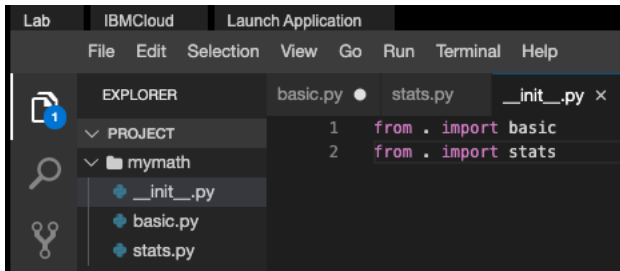 Lab IBMCloud Launch Application
File Edit Selection View Go Run Terminal Help
EXPLORER
PROJECT
mymath
__init__.py
basic.py
stats.py
1
basic.py stats.py __init__.py ×
1 from . import basic
2 from . import stats